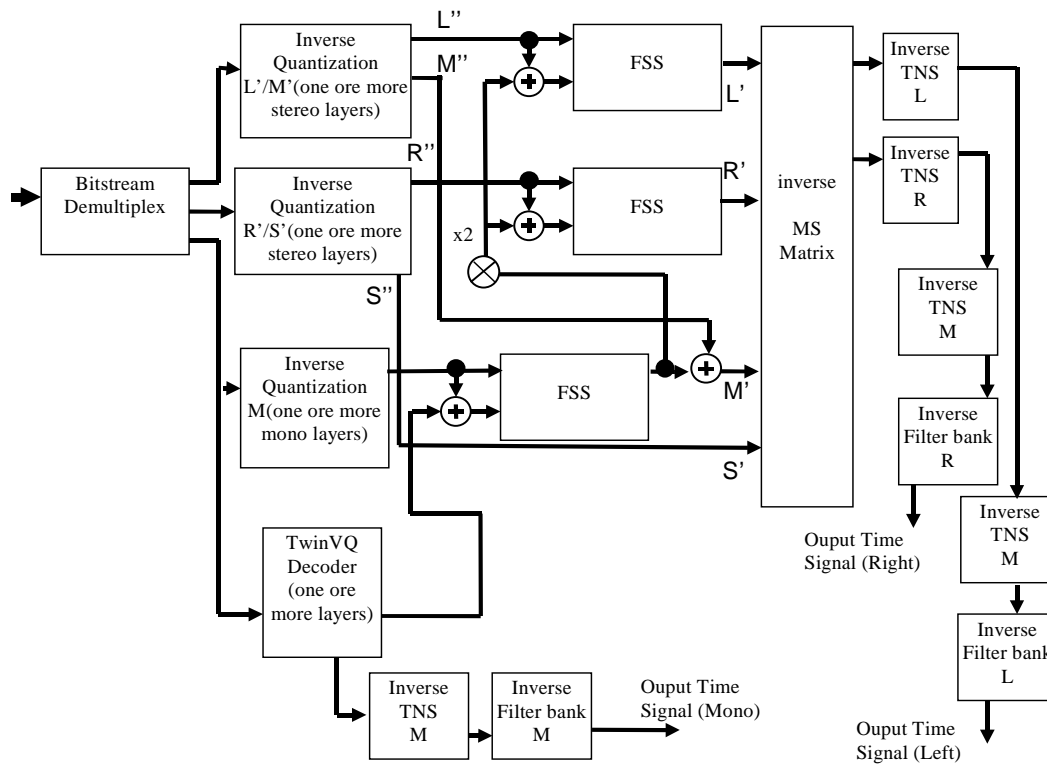 L''
Inverse
Quantization
L'/M'(one ore more
stereo layers)
M''
FSS
L'
Inverse
TNS
L
R''
Bitstream
Demultiplex
Inverse
Quantization
R'/S'(one ore more
stereo layers)
FSS
R'
inverse
MS
Matrix
Inverse
TNS
R
x2
S''
Inverse
TNS
M
Inverse
Quantization
M(one ore more
mono layers)
FSS
M'
S'
Inverse
Filter bank
R
Ouput Time
Signal (Right)
Inverse
TNS
M
TwinVQ
Decoder
(one ore
more layers)
Inverse
Filter bank
L
Inverse
TNS
M
Inverse
Filter bank
M
Ouput Time
Signal (Mono)
Ouput Time
Signal (Left)